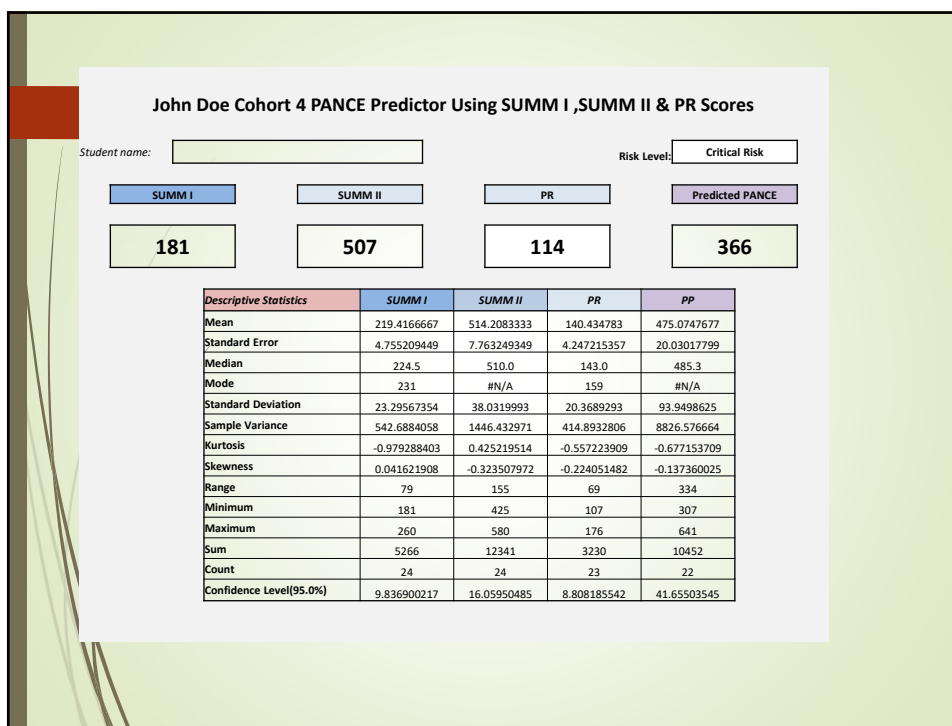 John Doe Cohort 4 PANCE Predictor Using SUMM I ,SUMM II & PR Scores
Student name:
Risk Level: Critical Risk
SUMM I SUMM II PR Predicted PANCE
181 507 114 366
Descriptive Statistics SUMM I SUMM II PR PP
Mean 219.4166667 514.2083333 140.434783 475.0747677
Standard Error 4.755209449 7.763249349 4.247215357 20.03017799
Median 224.5 510.0 143.0 485.3
Mode 231 #N/A 159 #N/A
Standard Deviation 23.29567354 38.0319993 20.3689293 93.9498625
Sample Variance 542.6884058 1446.432971 414.8932806 8826.576664
Kurtosis -0.979288403 0.425219514 -0.557223909 -0.677153709
Skewness 0.041621908 -0.323507972 -0.224051482 -0.137360025
Range 79 155 69 334
Minimum 181 425 107 307
Maximum 260 580 176 641
Sum 5266 12341 3230 10452
Count 24 24 23 22
Confidence Level(95.0%) 9.836900217 16.05950485 8.808185542 41.65503545